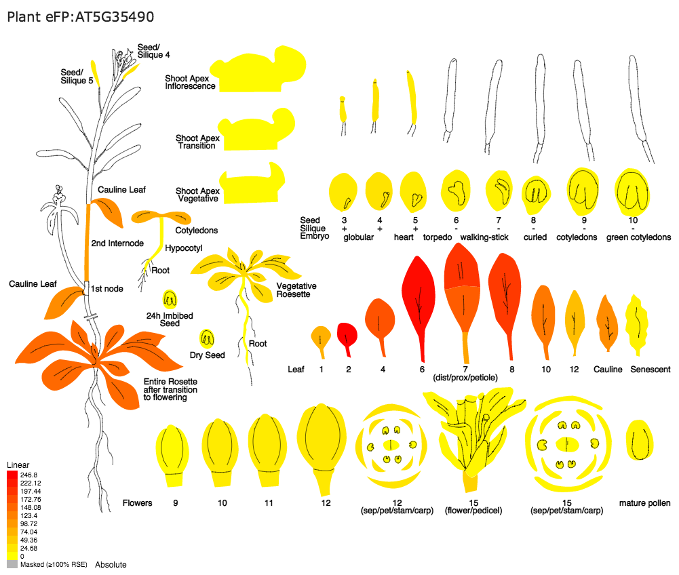 Plant eFP:AT5G35490
Seed/
Silique 4
Seed/
Silique 5
Shoot Apex
Inflorescence
Shoot Apex
Transition
Shoot Apex
Vegetative
Cauline Leaf
Cotyledons
2nd Internode
Hypocotyl
Root
Cauline Leaf
1st node
24h Imbibed
Seed
Dry Seed
Vegetative
Roesette
Root
Entire Rosette
after transition
to flowering
Seed 3 4 5 6 7 8 9 10
Silique + + + - - - - -
Embryo globular heart torpedo walking-stick curled cotyledons green cotyledons
Leaf 1 2 4 6 7 8 10 12 Cauline Senescent
(dist/prox/petiole)
Flowers 9 10 11 12 12 15 15 mature pollen
(sep/pet/stam/carp) (flower/pedicel) (sep/pet/stam/carp)
Linear
246.8
222.12
197.44
172.76
148.08
123.4
98.72
74.04
49.36
24.68
0
Masked (≥100% RSE) Absolute